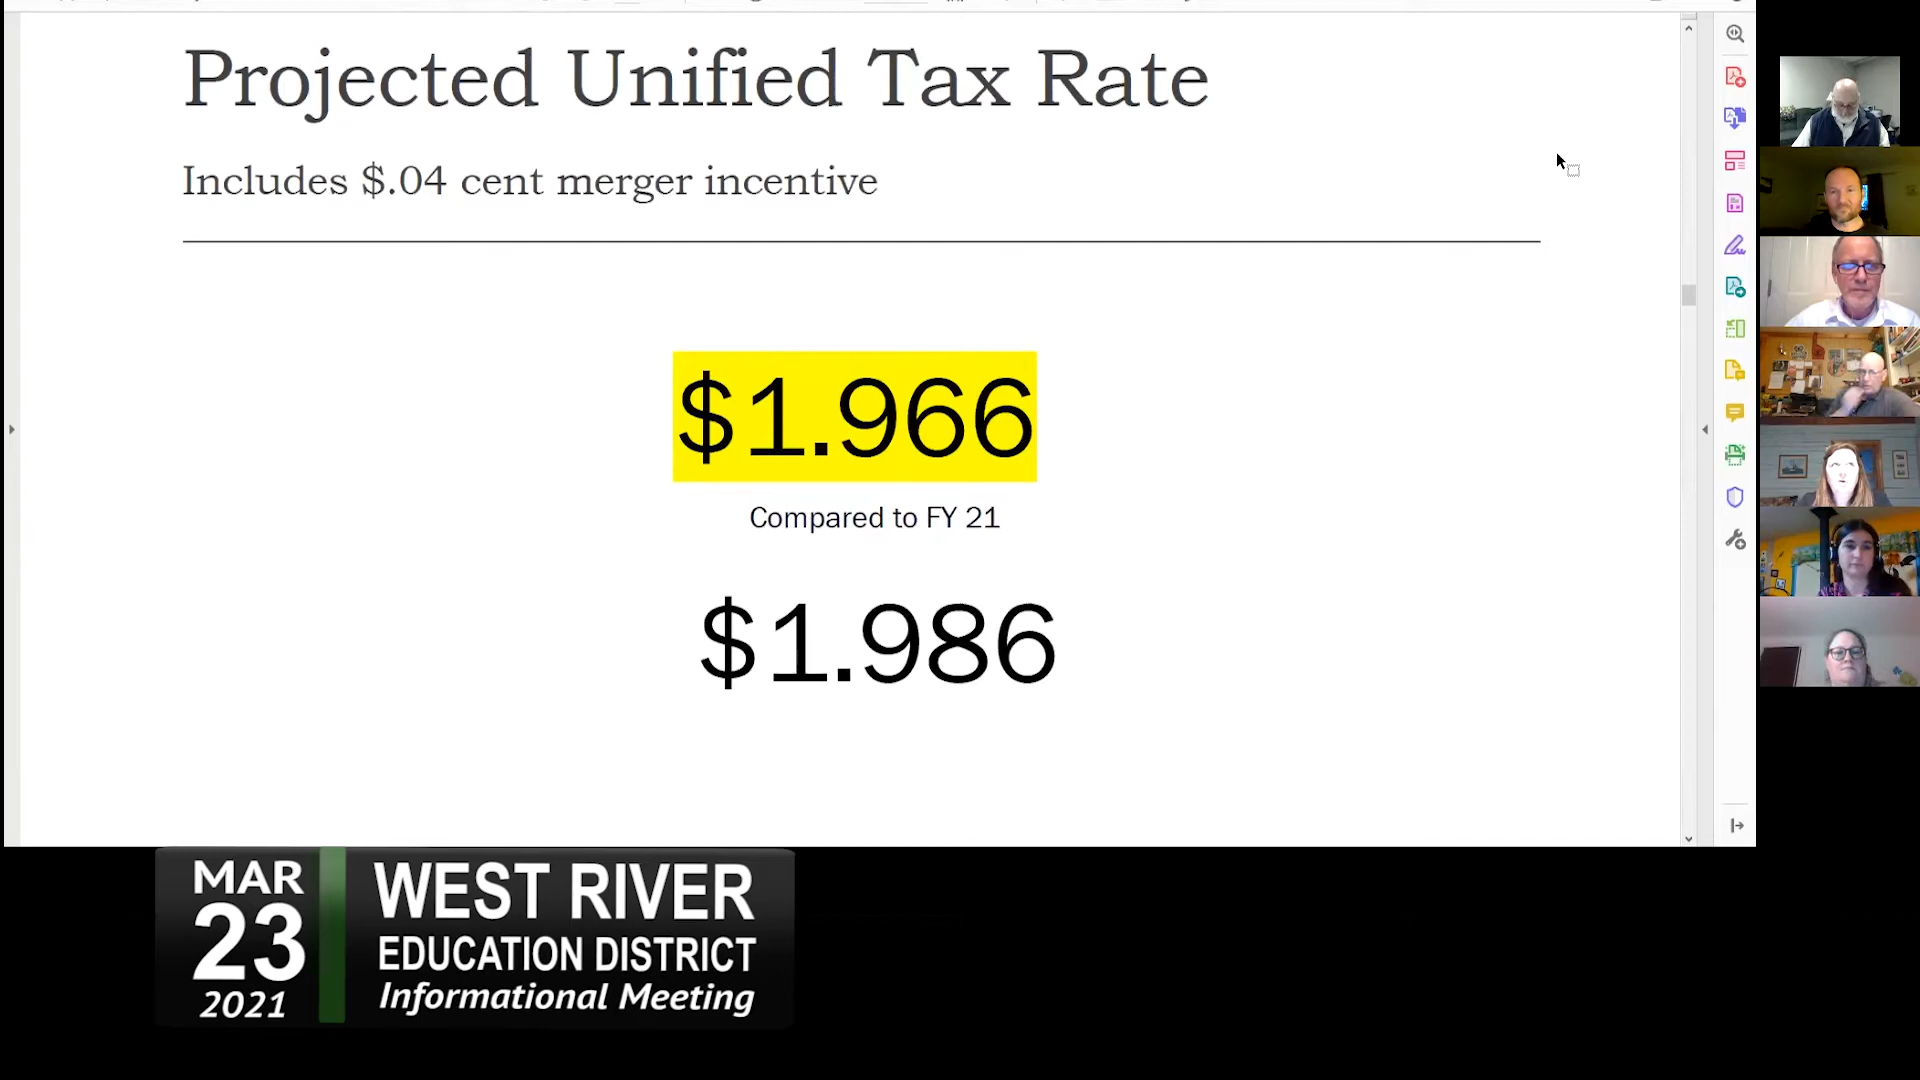 Projected Unified Tax Rate
Includes $.04 cent merger incentive
$1.966
Compared to FY 21
$1.986
MAR
23
2021
WEST RIVER
EDUCATION DISTRICT
Informational Meeting